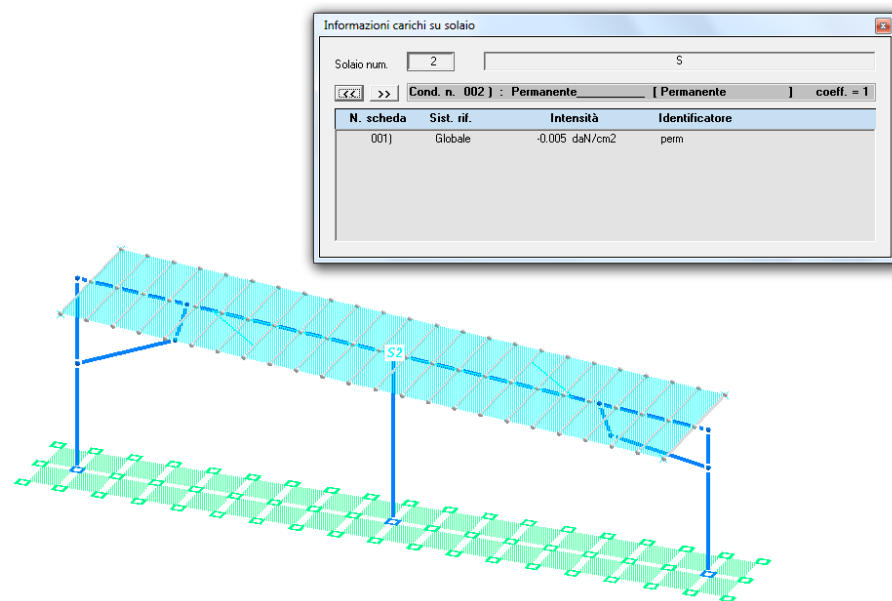 Informazioni carichi su solaio
Solaio num. 2 S
<< >> Cond. n. 002 ) : Permanente__________ [ Permanente ] coeff. = 1
N. scheda Sist. rif. Intensità Identificatore
001) Globale -0.005 daN/cm2 perm
S2